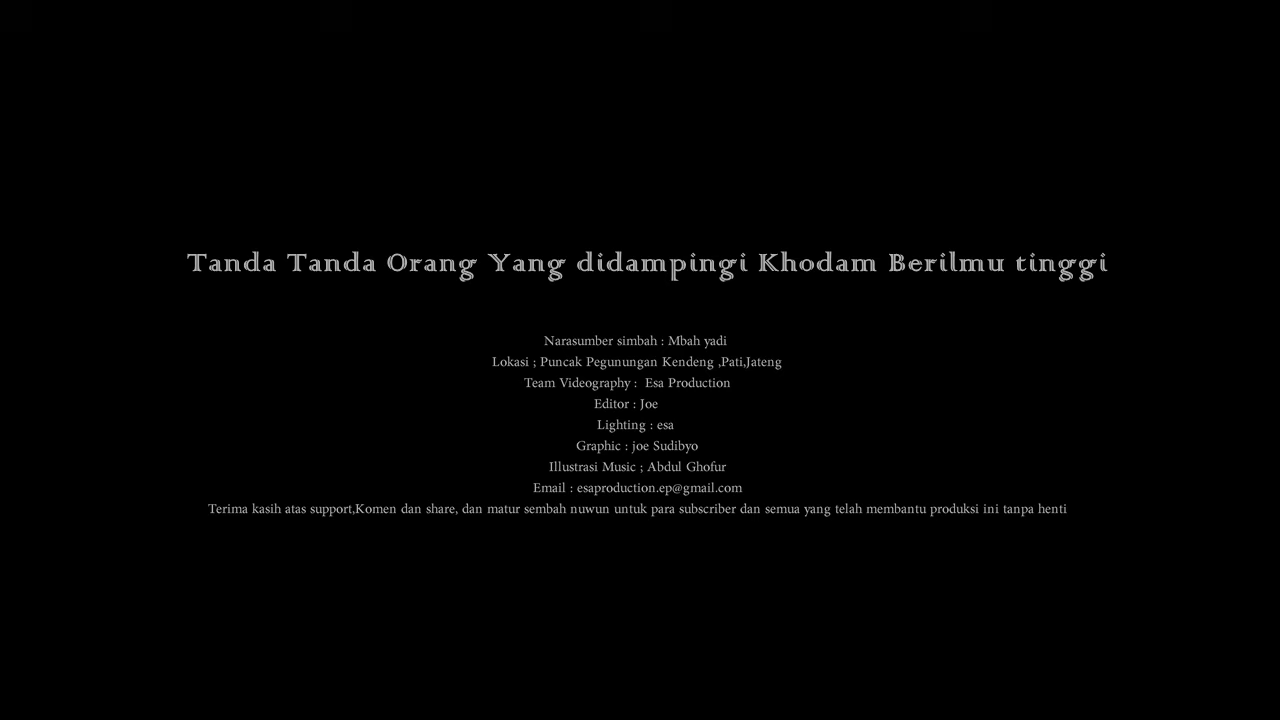 Tanda Tanda Orang Yang didampingi Khodam Berilmu tinggi
Narasumber simbah : Mbah yadi
Lokasi ; Puncak Pegunungan Kendeng ,Pati,Jateng
Team Videography :  Esa Production
Editor : Joe
Lighting : esa
Graphic : joe Sudibyo
Illustrasi Music ; Abdul Ghofur
Email : esaproduction.ep@gmail.com
Terima kasih atas support,Komen dan share, dan matur sembah nuwun untuk para subscriber dan semua yang telah membantu produksi ini tanpa henti